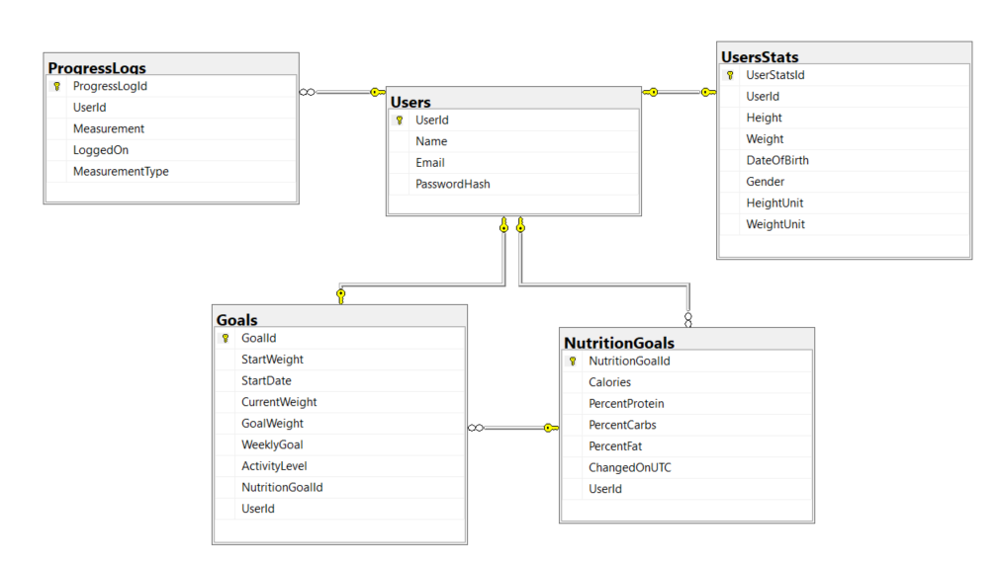 ProgressLogs
ProgressLogId
UserId
Measurement
LoggedOn
MeasurementType
Users
UserId
Name
Email
PasswordHash
UsersStats
UserStatsId
UserId
Height
Weight
DateOfBirth
Gender
HeightUnit
WeightUnit
Goals
GoalId
StartWeight
StartDate
CurrentWeight
GoalWeight
WeeklyGoal
ActivityLevel
NutritionGoalId
UserId
NutritionGoals
NutritionGoalId
Calories
PercentProtein
PercentCarbs
PercentFat
ChangedOnUTC
UserId